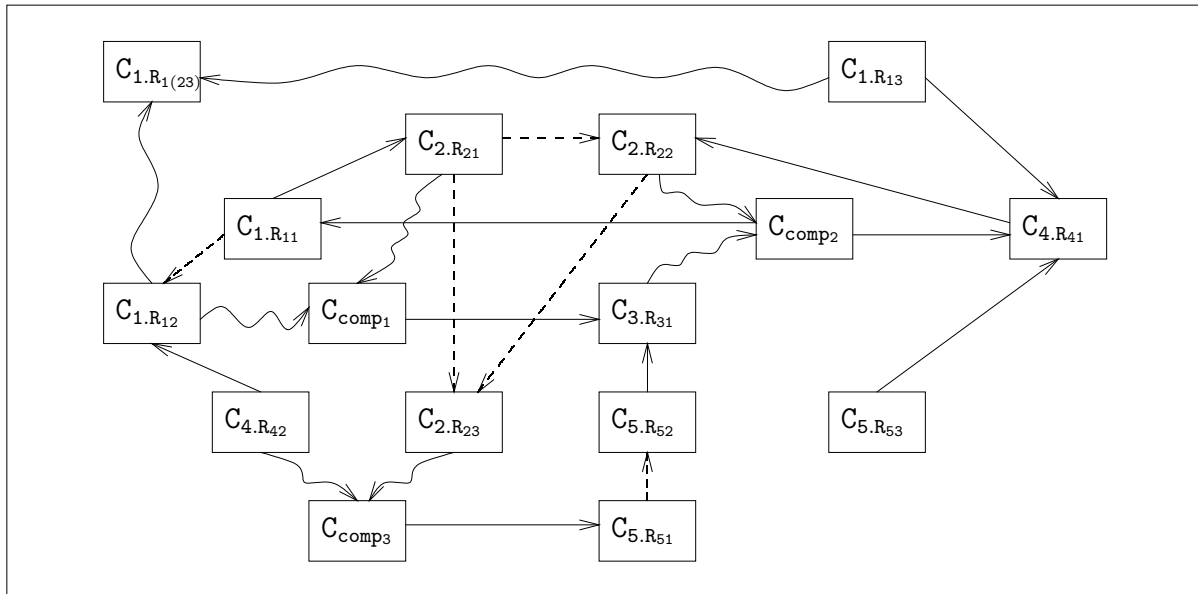 C1.R1(23)
C1.R13
C2.R21
C2.R22
C1.R11
Ccomp2
C4.R41
C1.R12
Ccomp1
C3.R31
C4.R42
C2.R23
C5.R52
C5.R53
Ccomp3
C5.R51